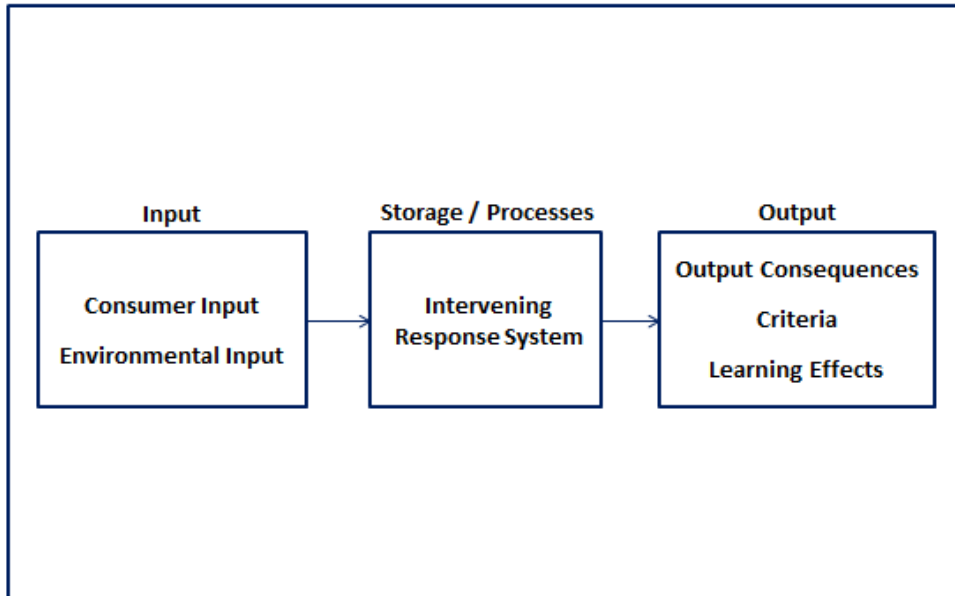 Input
Consumer Input
Environmental Input
Storage / Processes
Intervening
Response System
Output
Output Consequences
Criteria
Learning Effects